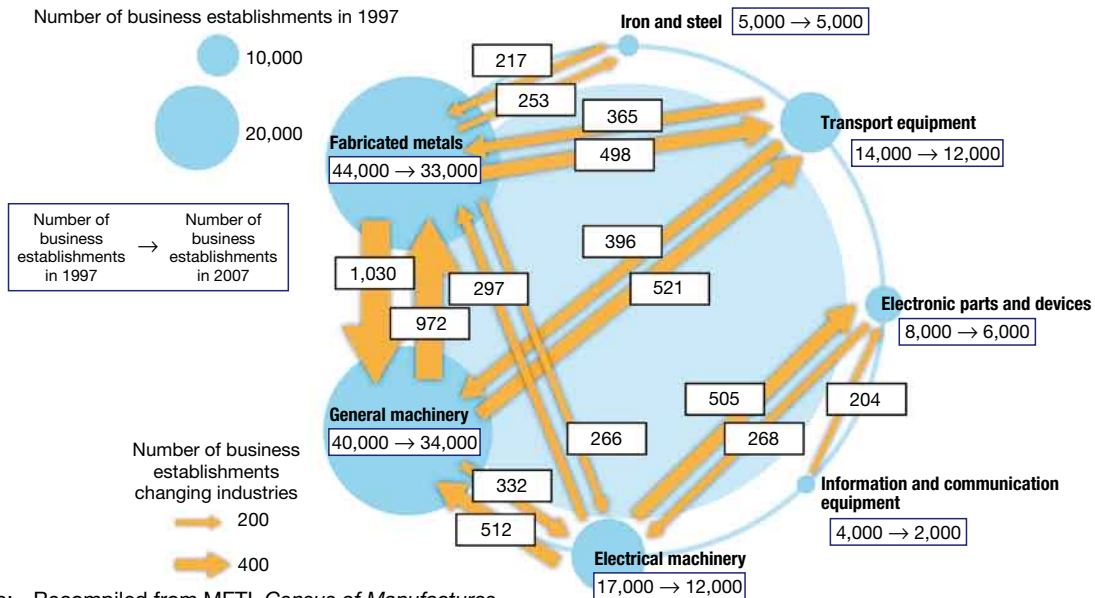 Number of business establishments in 1997
10,000
20,000
Number of
business
establishments
in 1997
→
Number of
business
establishments
in 2007
Iron and steel
5,000 → 5,000
217
253
365
498
Fabricated metals
44,000 → 33,000
Transport equipment
14,000 → 12,000
396
521
1,030
972
297
Electronic parts and devices
8,000 → 6,000
505
268
204
266
General machinery
40,000 → 34,000
332
512
Number of business
establishments
changing industries
200
400
Information and communication
equipment
4,000 → 2,000
Electrical machinery
17,000 → 12,000
Recompiled from METI, Census of Manufactures